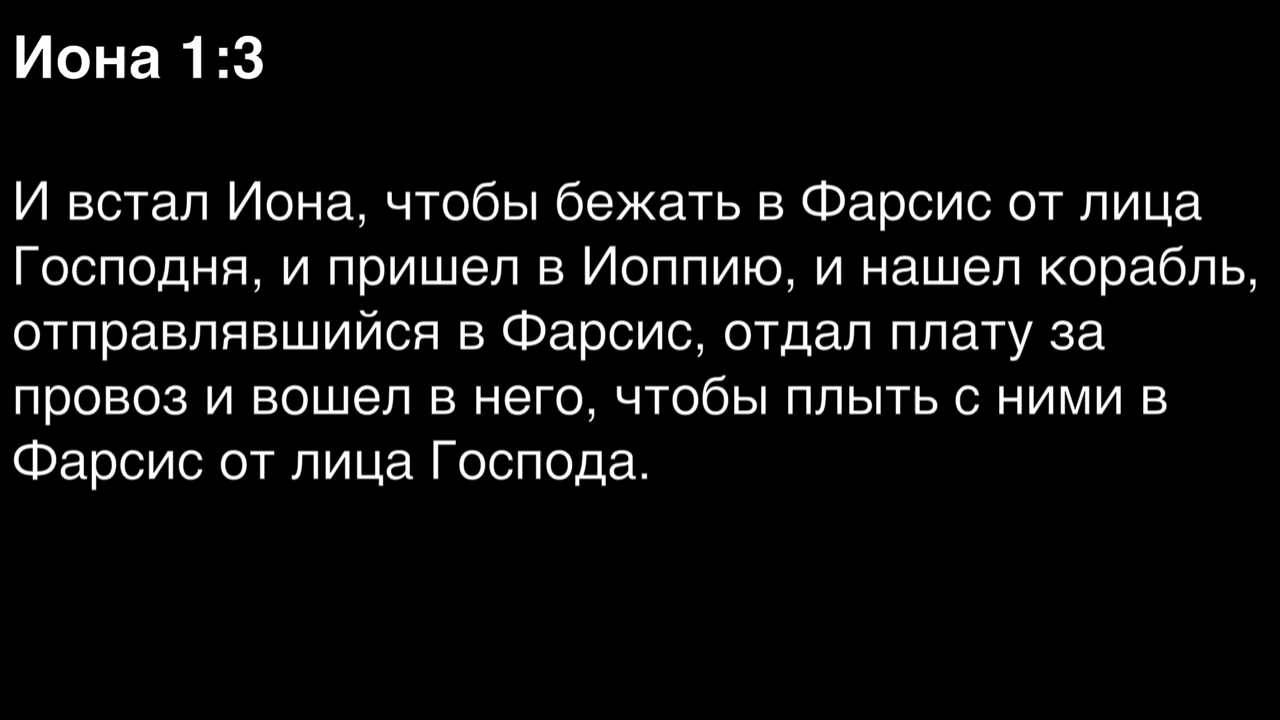 Иона 1:3
И встал Иона, чтобы бежать в Фарсис от лица
Господня, и пришел в Иоппию, и нашел корабль,
отправлявшийся в Фарсис, отдал плату за
провоз и вошел в него, чтобы плыть с ними в
Фарсис от лица Господа.